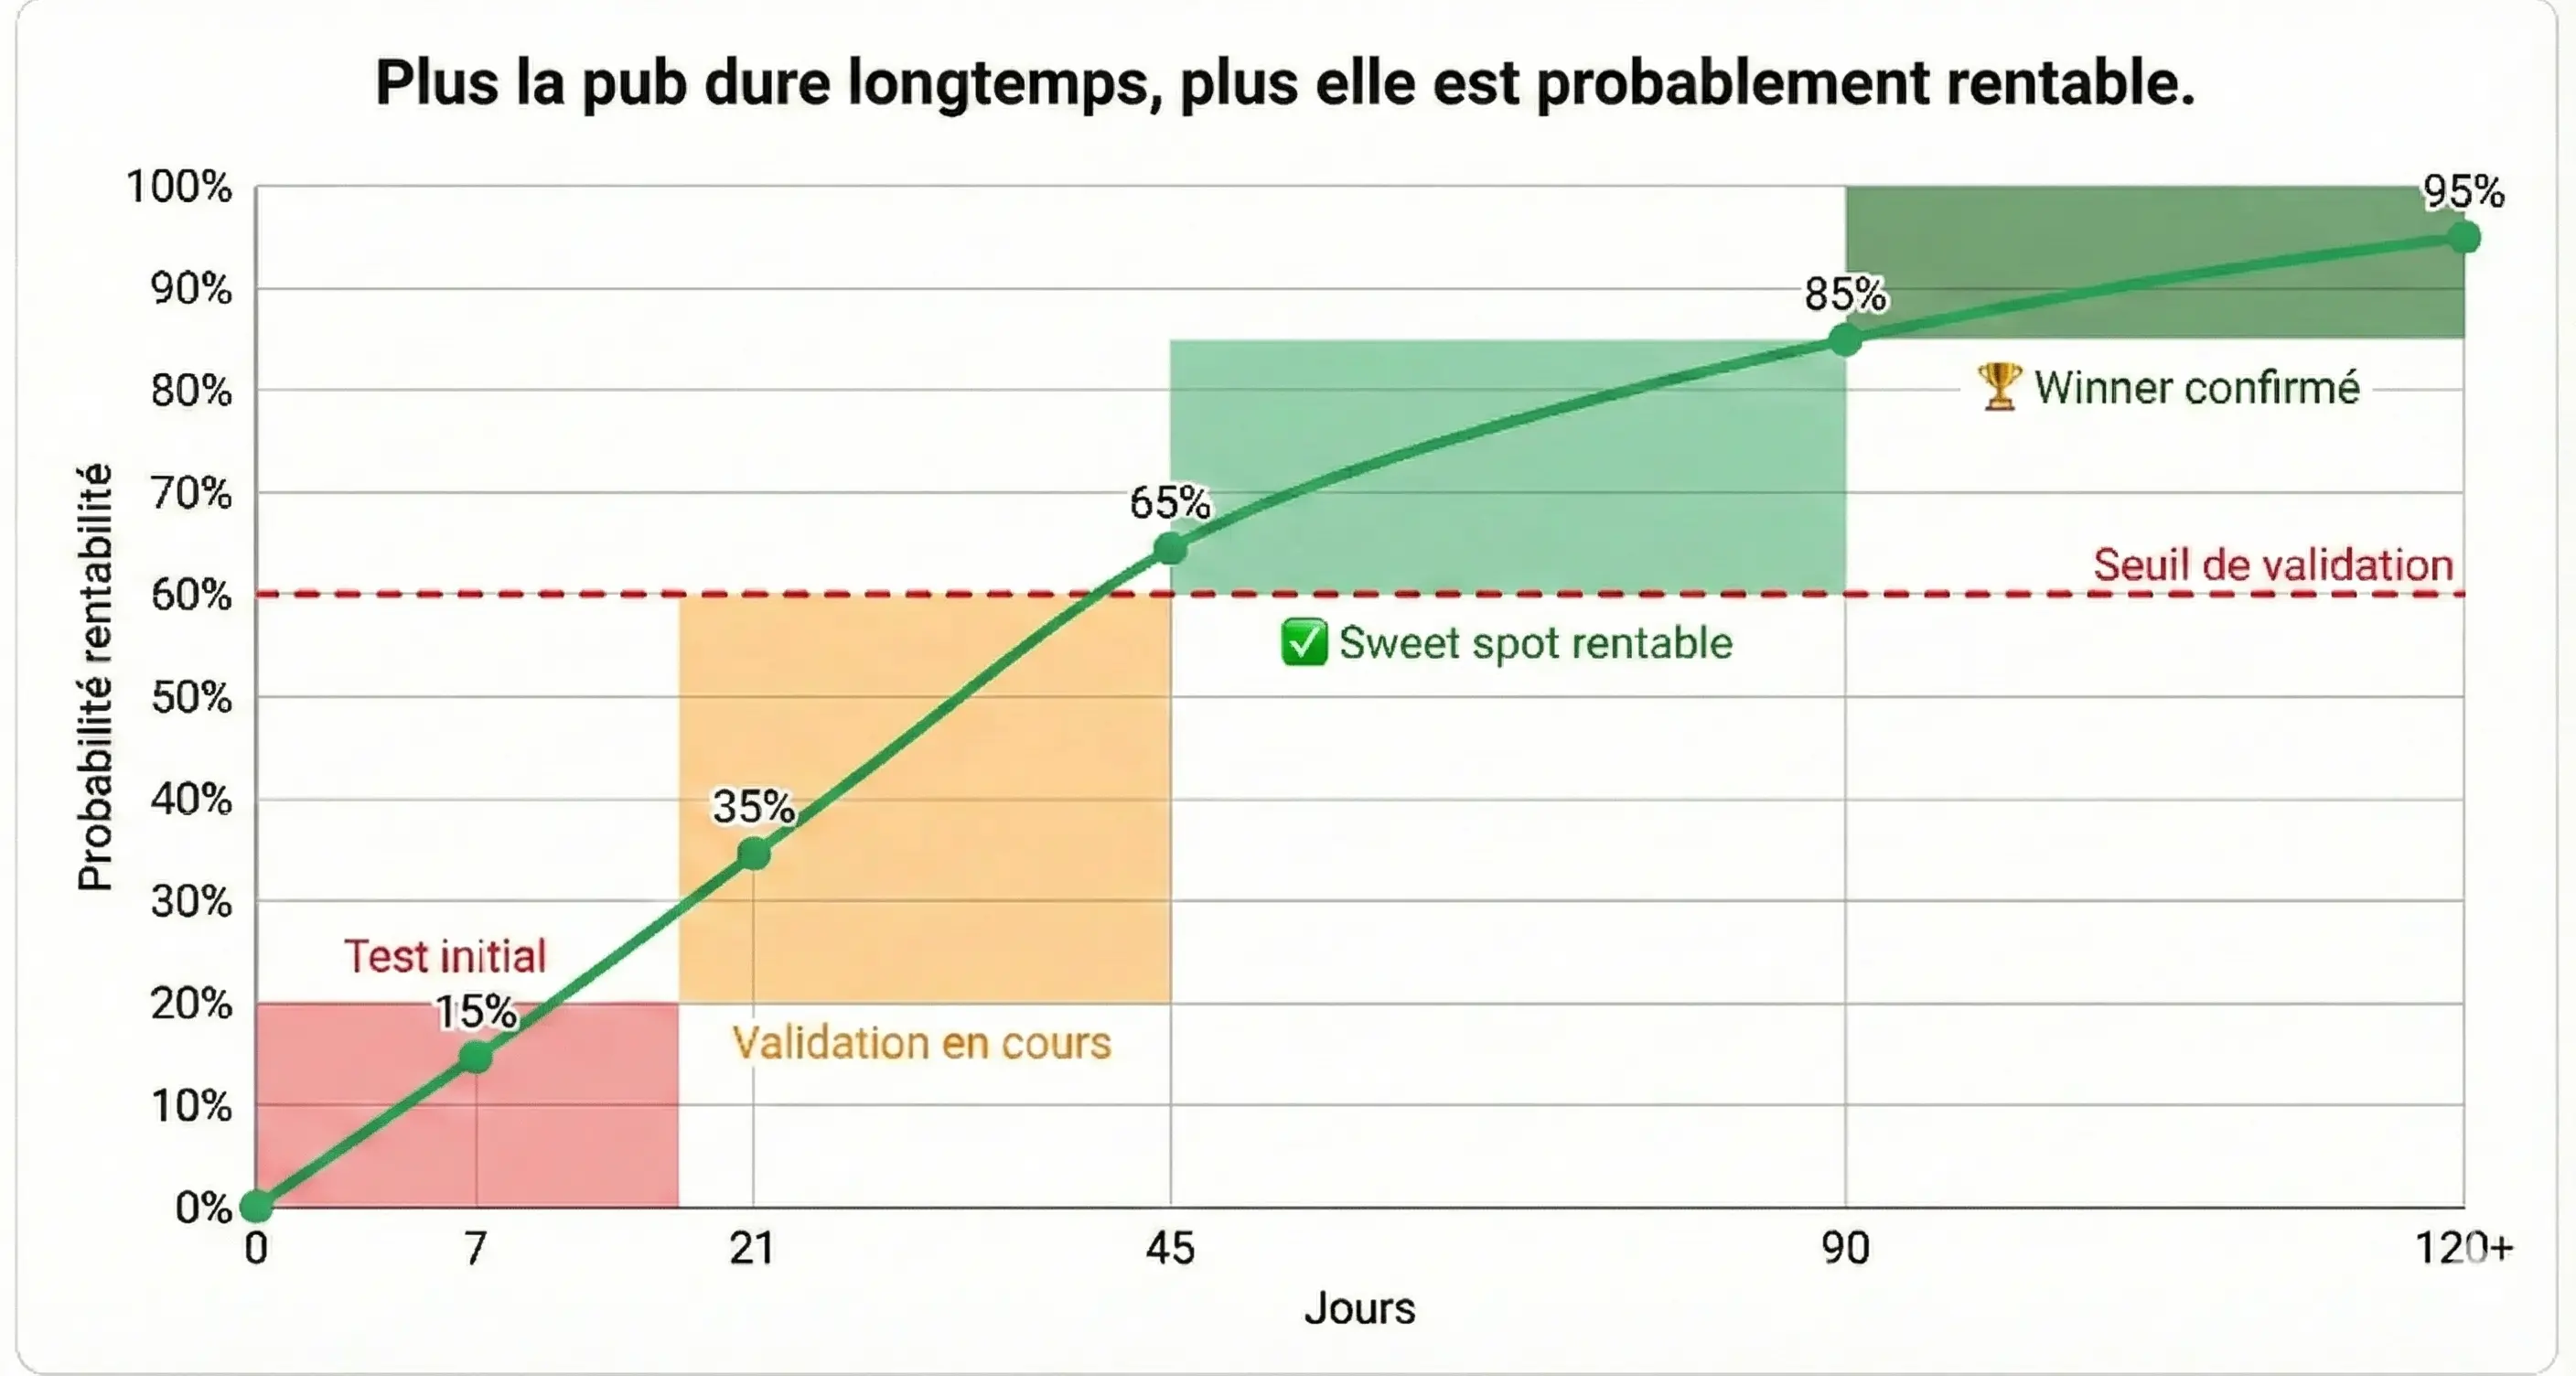 Plus la pub dure longtemps, plus elle est probablement rentable.
Probabilité rentabilité
100%
90%
80%
70%
60%
50%
40%
30%
20%
10%
0%
95%
85%
🏆 Winner confirmé
65%
Seuil de validation
✅ Sweet spot rentable
35%
Test initial
15%
Validation en cours
0 7 21 45 90 120+
Jours